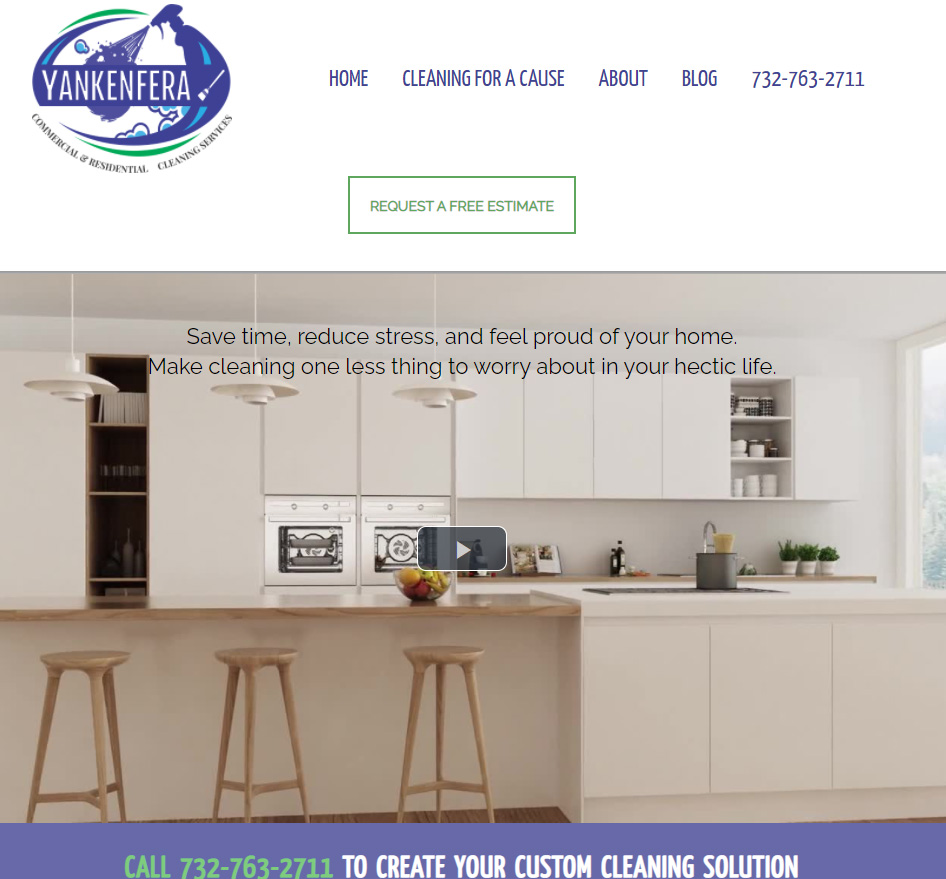 YANKENFERA
COMMERCIAL & RESIDENTIAL CLEANING SERVICES
HOME CLEANING FOR A CAUSE ABOUT BLOG 732-763-2711
REQUEST A FREE ESTIMATE
Save time, reduce stress, and feel proud of your home.
Make cleaning one less thing to worry about in your hectic life.
CALL 732-763-2711 TO CREATE YOUR CUSTOM CLEANING SOLUTION